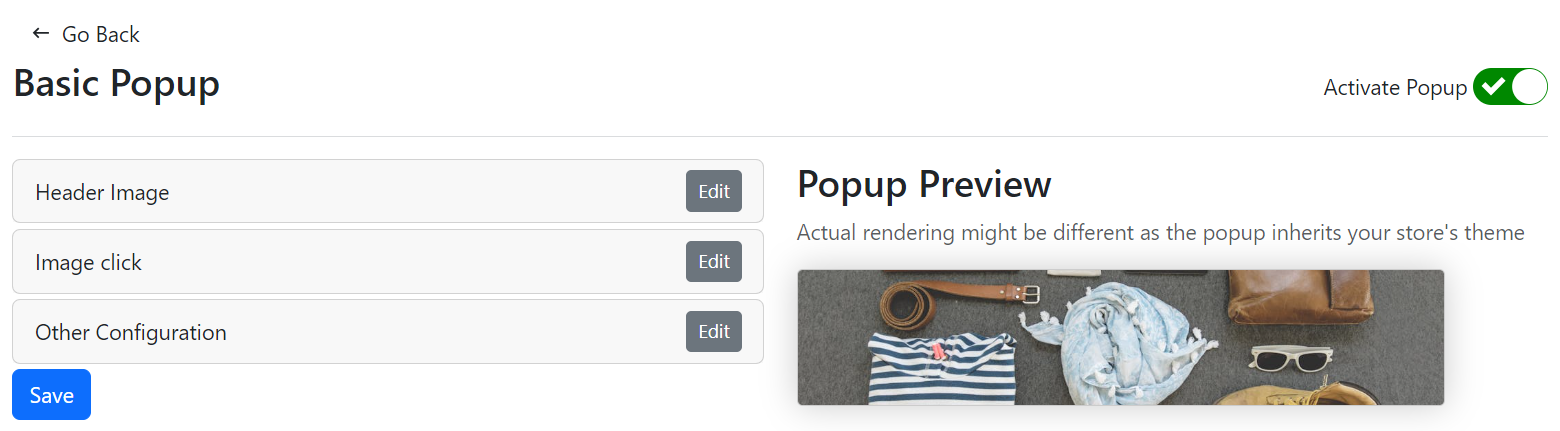 Go Back
Basic Popup
Activate Popup
Header Image
Edit
Image click
Edit
Other Configuration
Edit
Save
Popup Preview
Actual rendering might be different as the popup inherits your store's theme